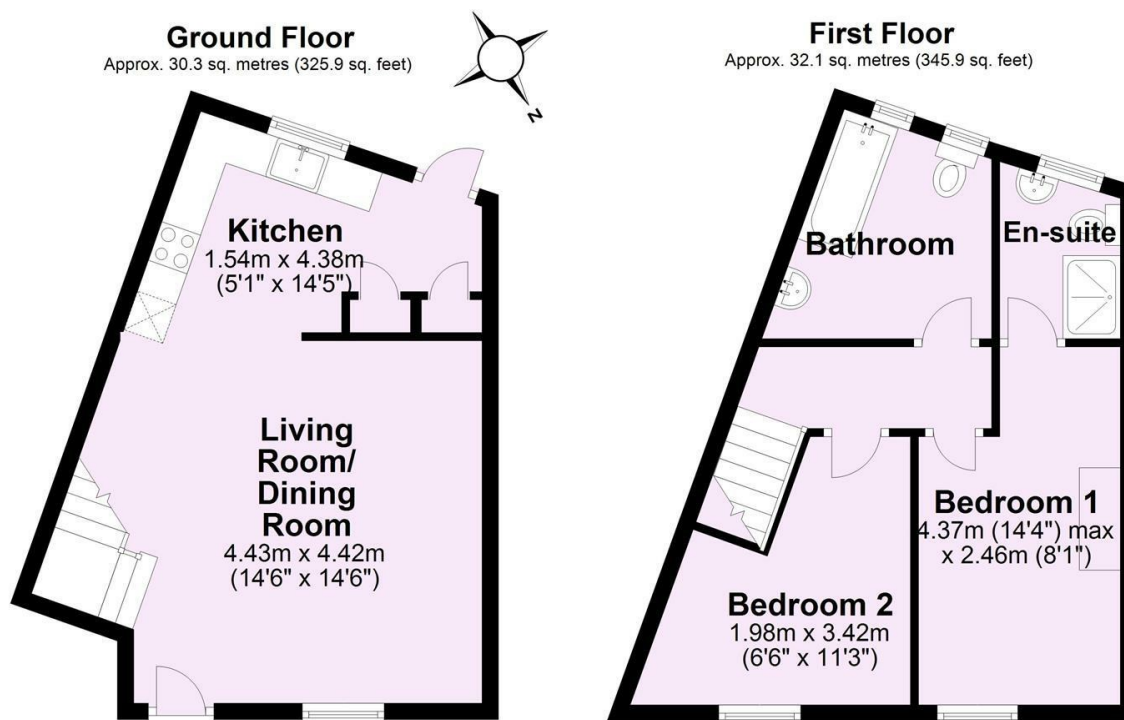 Ground Floor
Approx. 30.3 sq. metres (325.9 sq. feet)
N
Kitchen
1.54m x 4.38m
(5'1" x 14'5")
Living
Room/
Dining
Room
4.43m x 4.42m
(14'6" x 14'6")
First Floor
Approx. 32.1 sq. metres (345.9 sq. feet)
Bathroom
En-suite
Bedroom 1
4.37m (14'4") max
x 2.46m (8'1")
Bedroom 2
1.98m x 3.42m
(6'6" x 11'3")